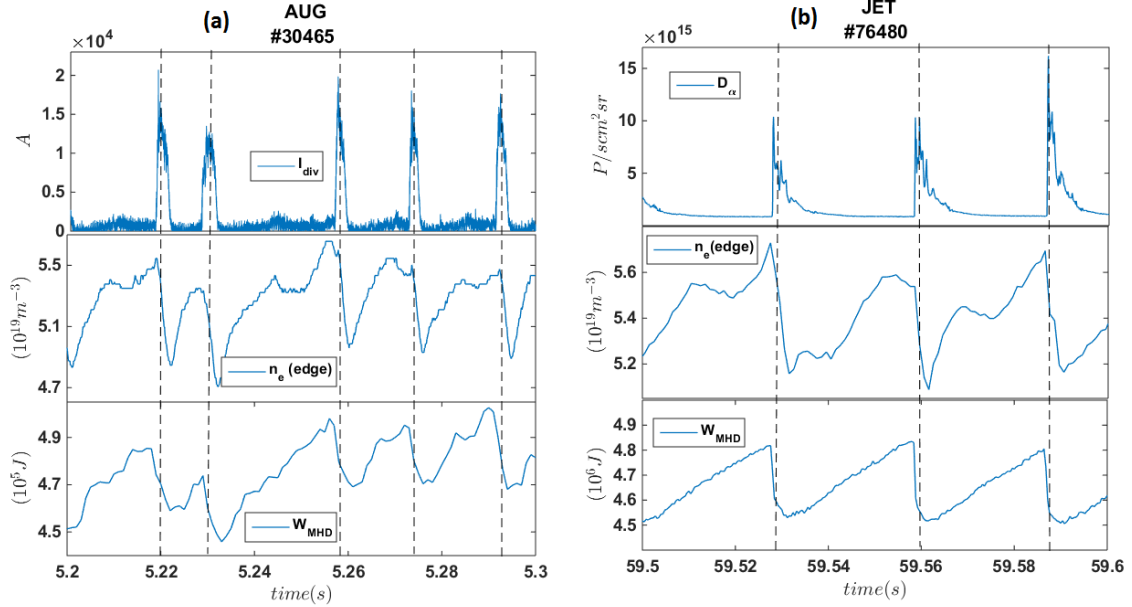 (a)
AUG
#30465
×10^4
2
1.5
1
0.5
0
A
I_div
5.5
5.1
4.7
(10^19 m^−3)
n_e (edge)
4.9
4.7
4.5
(10^5 J)
W_MHD
5.2 5.22 5.24 5.26 5.28 5.3
time(s)
(b)
JET
#76480
×10^15
15
10
5
P/scm^2sr
D_α
5.6
5.4
5.2
(10^19 m^−3)
n_e(edge)
4.9
4.8
4.7
4.6
4.5
4.4
(10^6 J)
W_MHD
59.5 59.52 59.54 59.56 59.58 59.6
time(s)